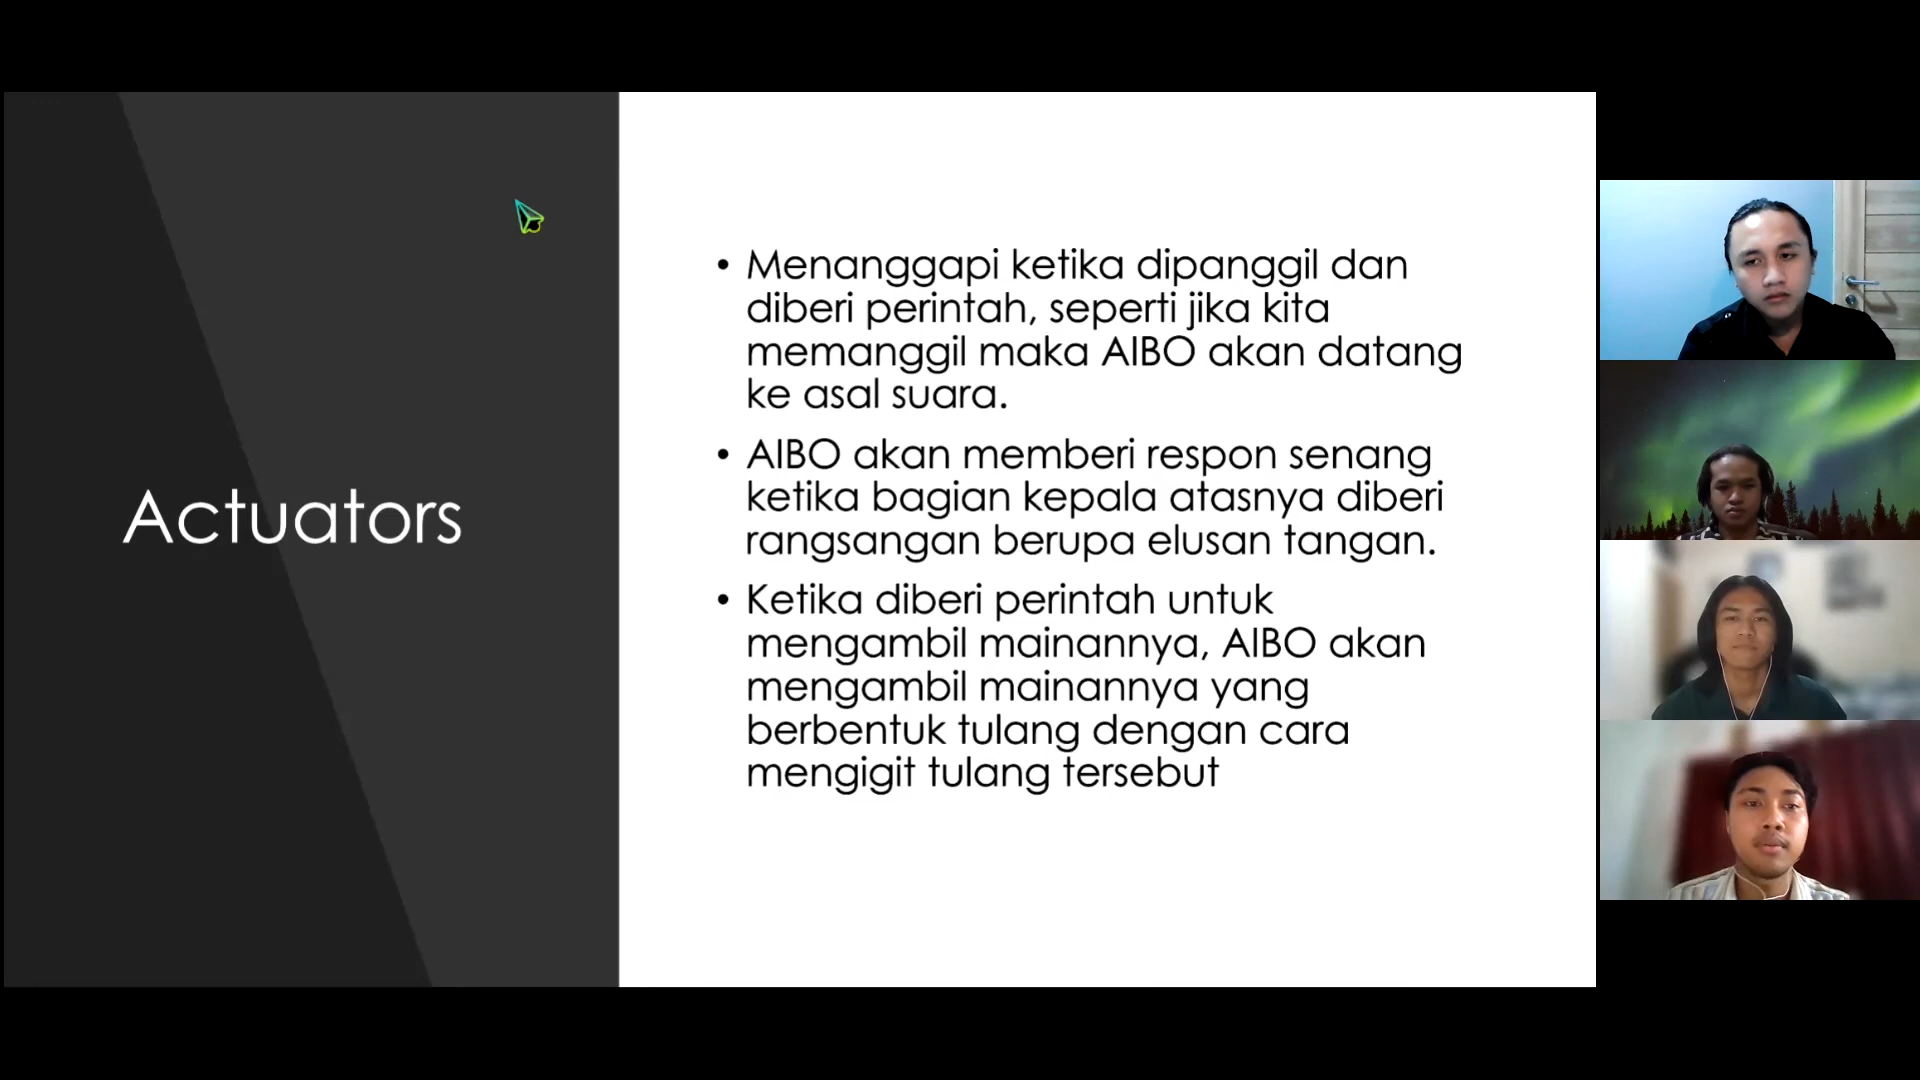 Actuators
• Menanggapi ketika dipanggil dan
diberi perintah, seperti jika kita
memanggil maka AIBO akan datang
ke asal suara.
• AIBO akan memberi respon senang
ketika bagian kepala atasnya diberi
rangsangan berupa elusan tangan.
• Ketika diberi perintah untuk
mengambil mainannya, AIBO akan
mengambil mainannya yang
berbentuk tulang dengan cara
mengigit tulang tersebut